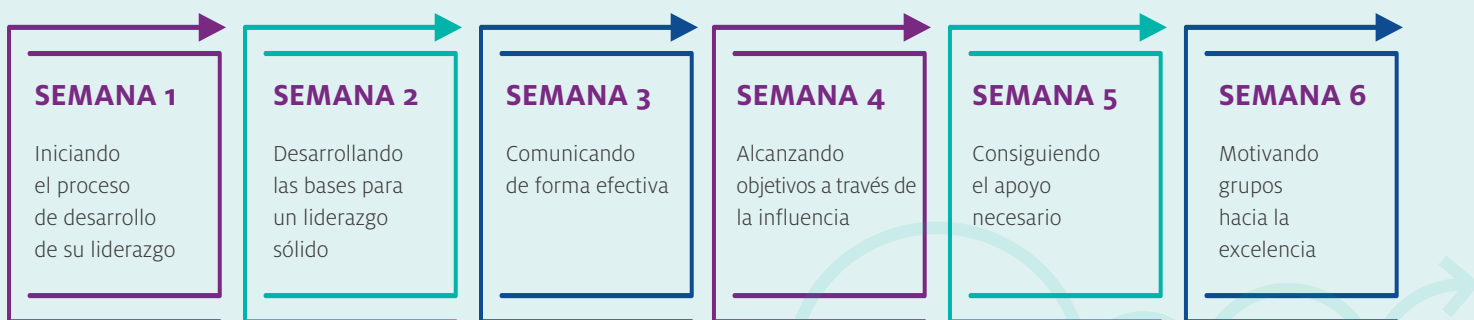 SEMANA 1
Iniciando
el proceso
de desarrollo
de su liderazgo
SEMANA 2
Desarrollando
las bases para
un liderazgo
sólido
SEMANA 3
Comunicando
de forma efectiva
SEMANA 4
Alcanzando
objetivos a través de
la influencia
SEMANA 5
Consiguiendo
el apoyo
necesario
SEMANA 6
Motivando
grupos
hacia la
excelencia